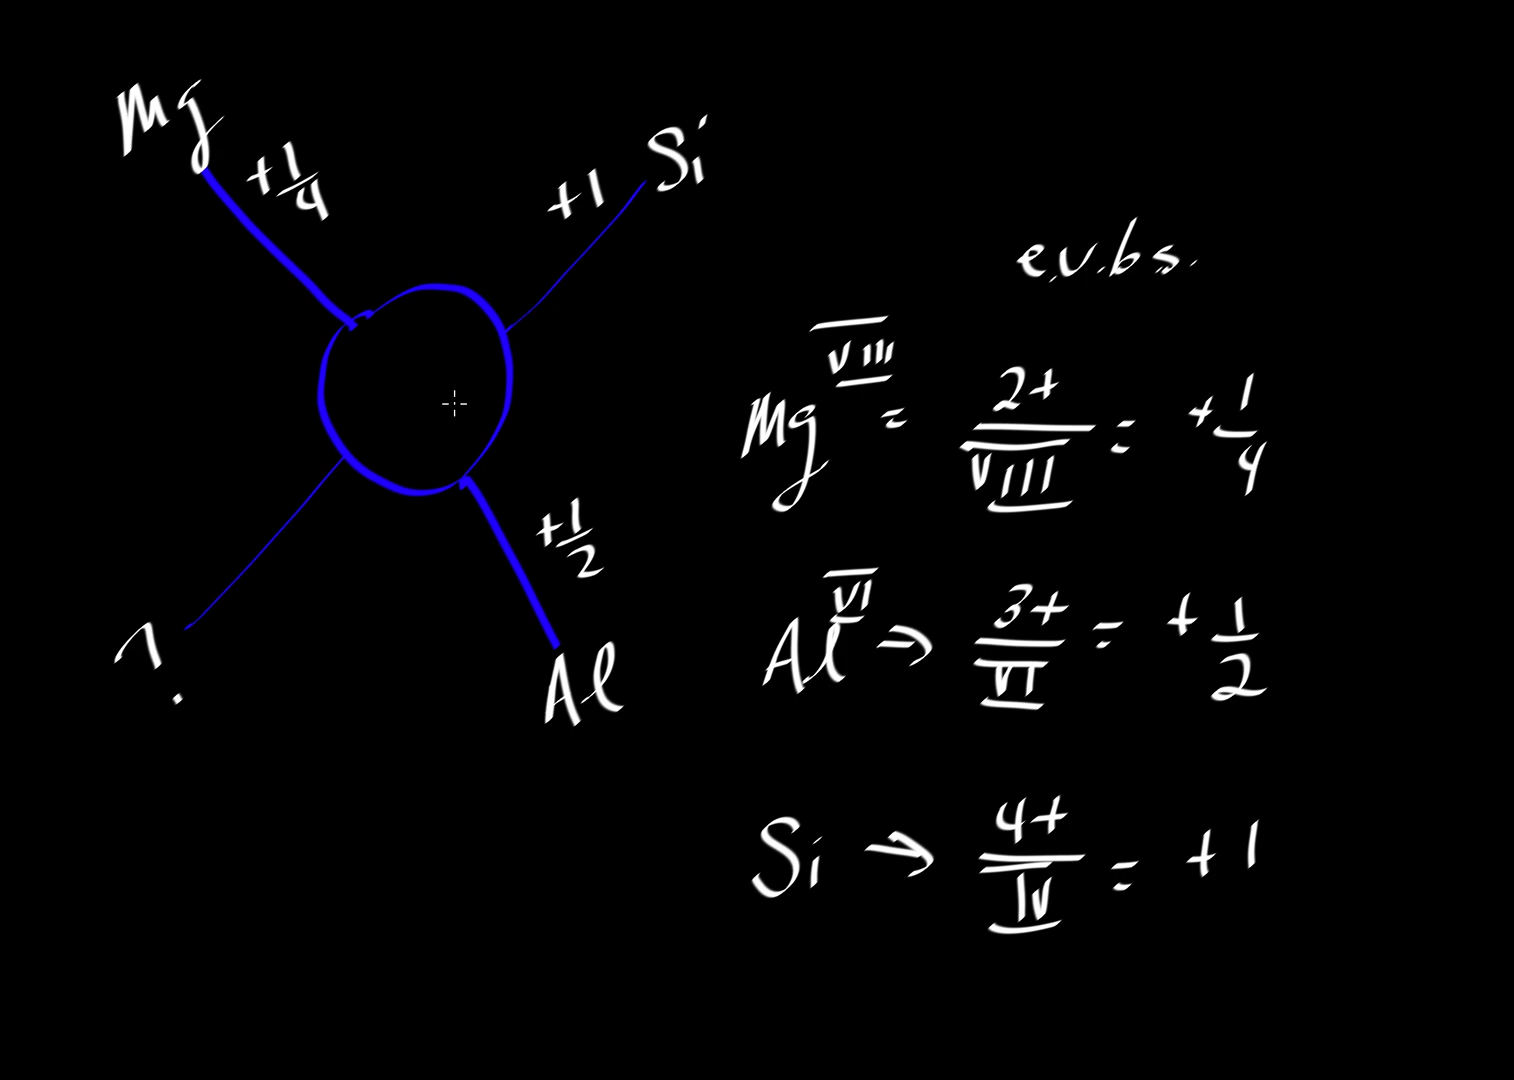 Mg
+1/4
+1
Si
?
+1/2
Al
e.v.b.s.
Mg^VIII = 2+/VIII = +1/4
Al^VI → 3+/VI = +1/2
Si → 4+/IV = +1